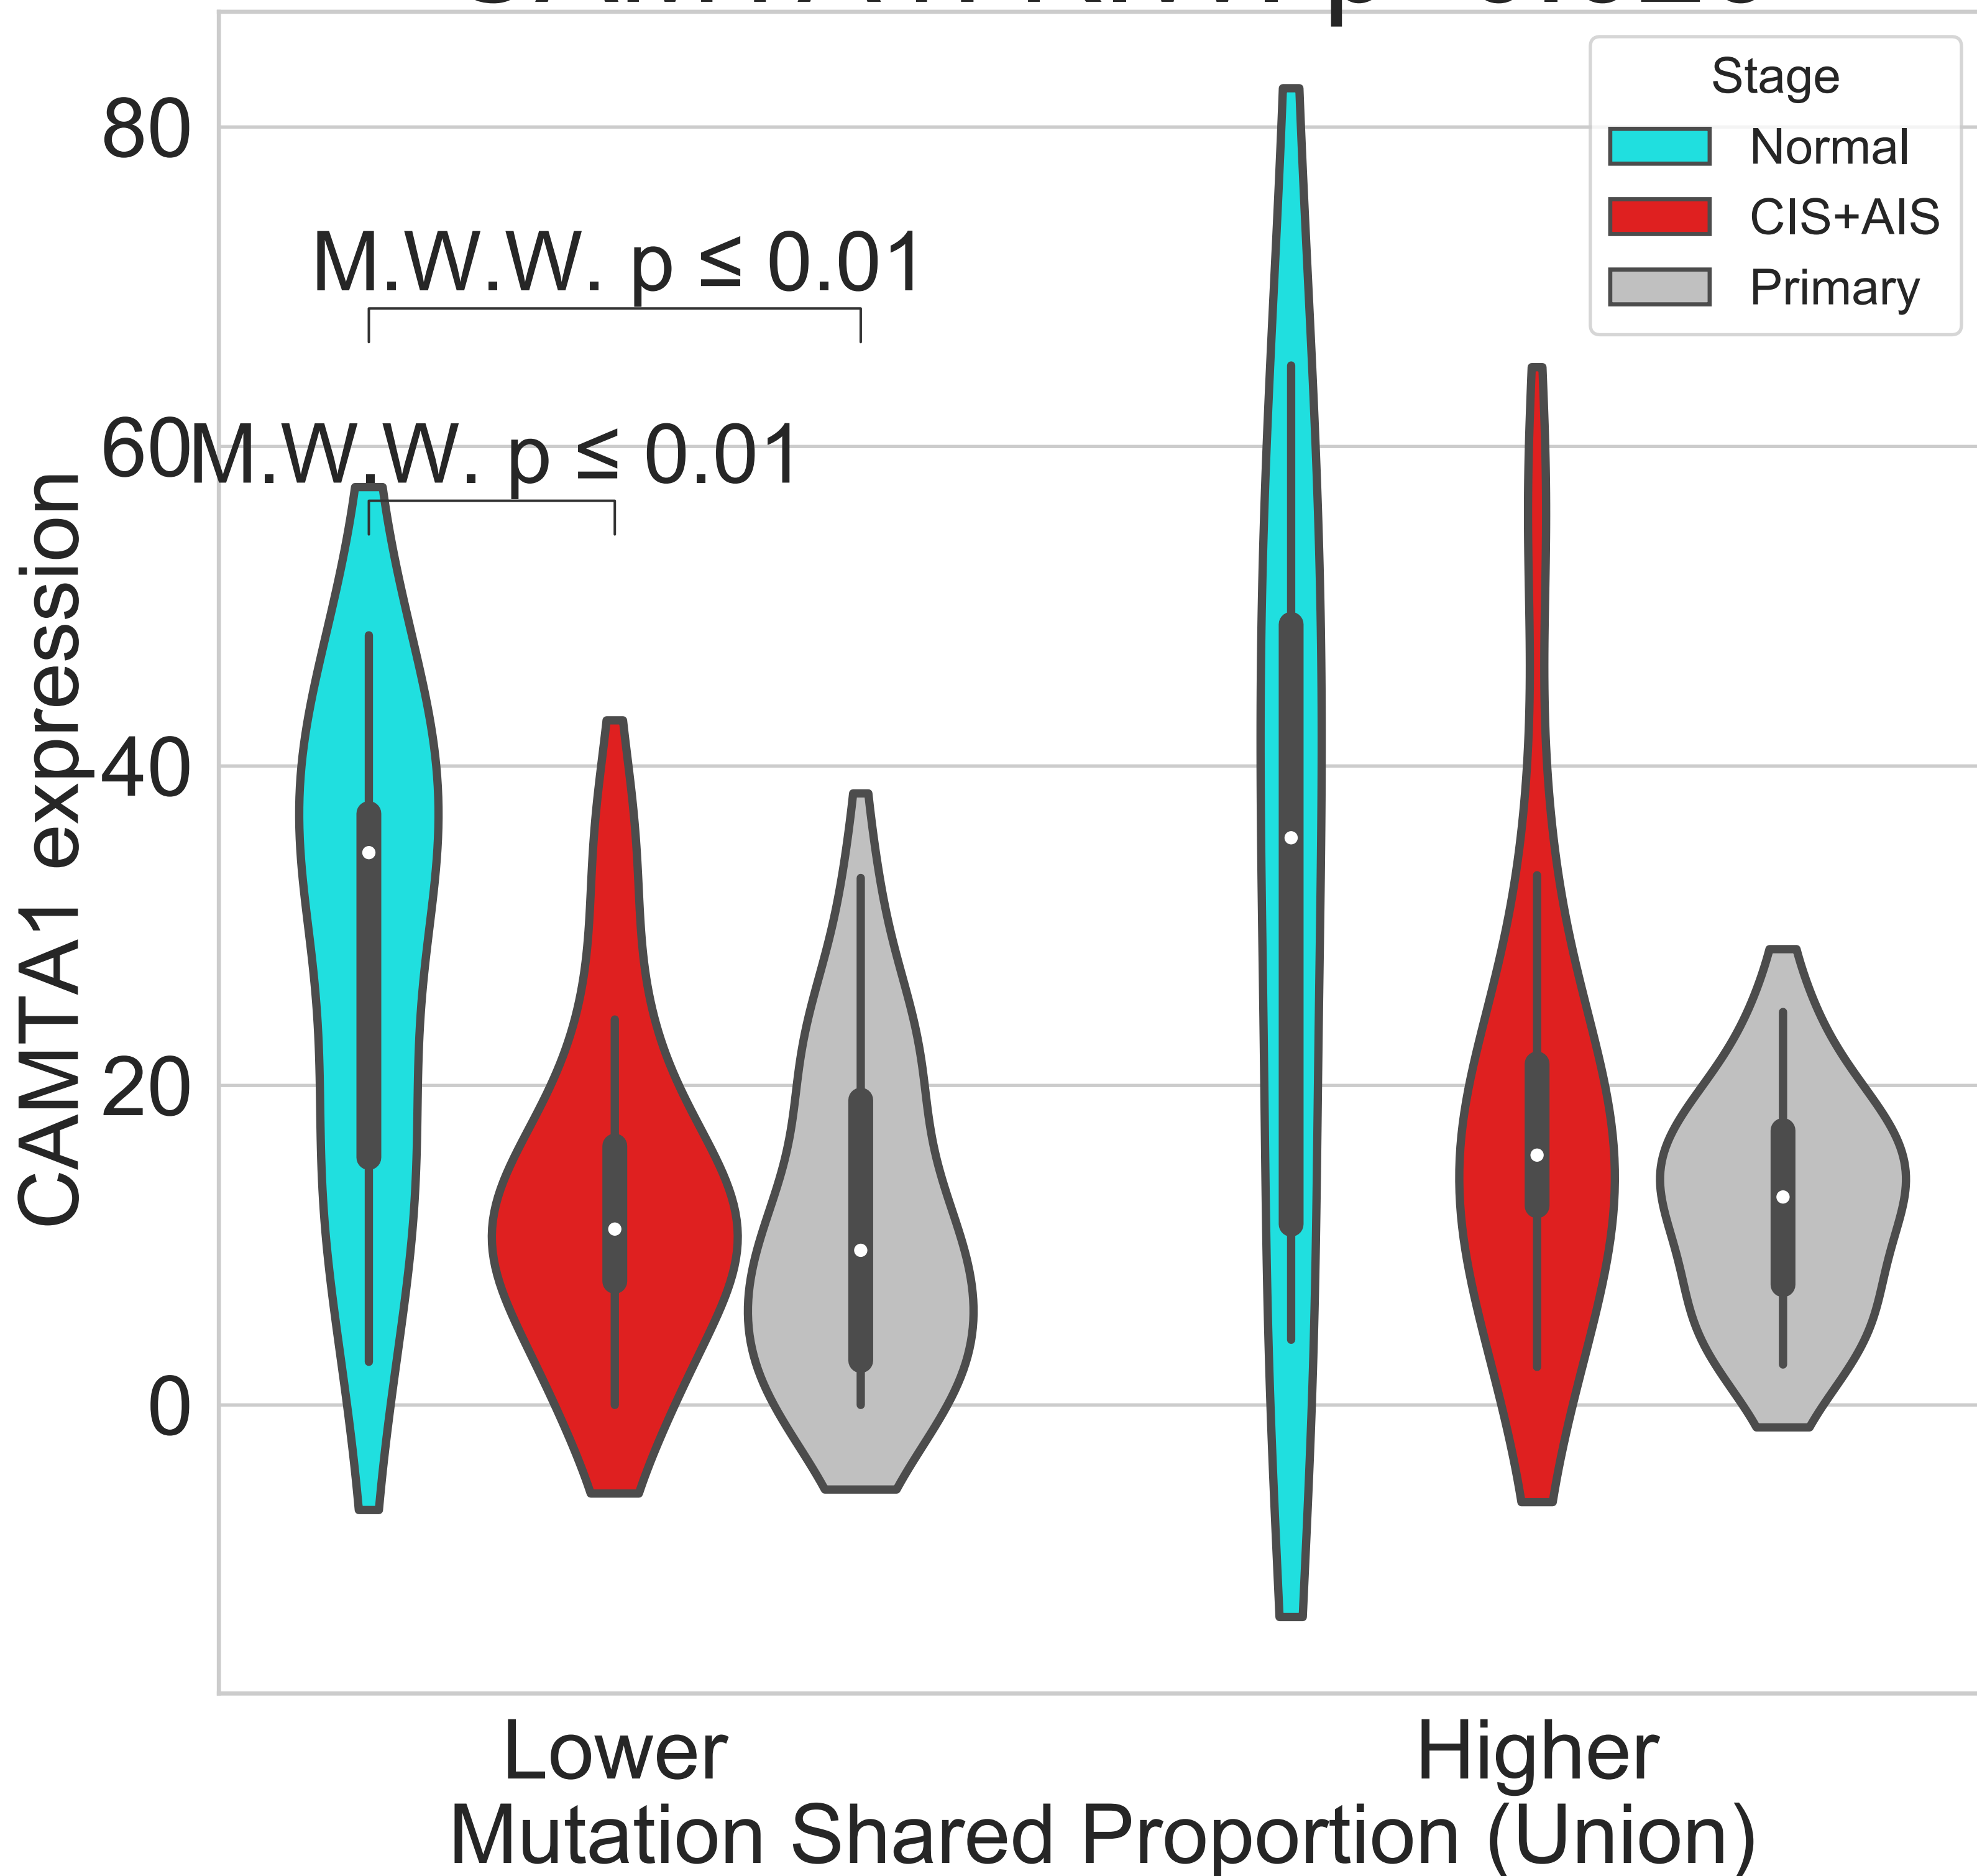 Stage
Normal
CIS+AIS
Primary
M.W.W. p ≤ 0.01
M.W.W. p ≤ 0.01
80
60
40
20
0
CAMTA1 expression
Lower
Higher
Mutation Shared Proportion (Union)